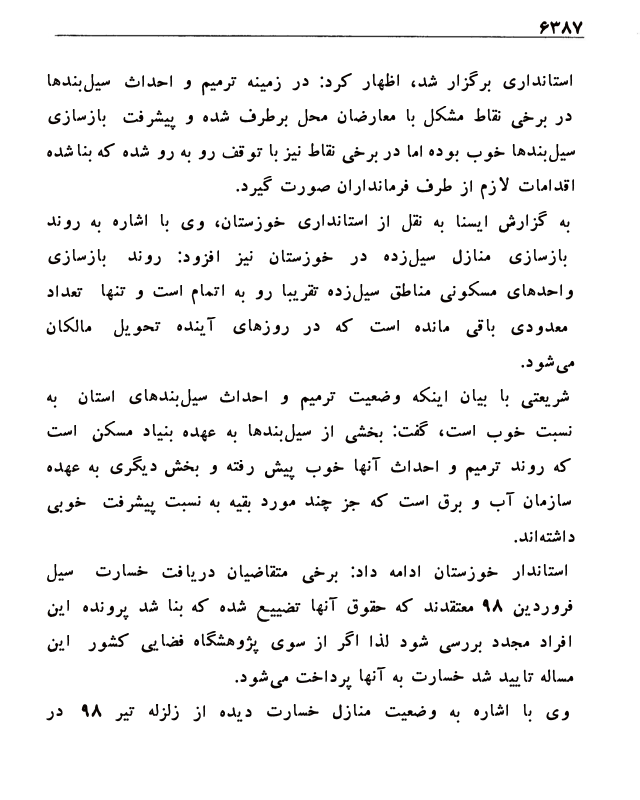 ۶۳۸۷
استانداری برگزار شد، اظهار کرد: در زمینه ترمیم و احداث سیل‌بندها
در برخی نقاط مشکل با معارضان محل برطرف شده و پیشرفت بازسازی
سیل‌بندها خوب بوده اما در برخی نقاط نیز با توقف رو به رو شده که بنا شده
اقدامات لازم از طرف فرمانداران صورت گیرد.
به گزارش ایسنا به نقل از استانداری خوزستان، وی با اشاره به روند
بازسازی منازل سیل‌زده در خوزستان نیز افزود: روند بازسازی
واحدهای مسکونی مناطق سیل‌زده تقریبا رو به اتمام است و تنها تعداد
معدودی باقی مانده است که در روزهای آینده تحویل مالکان
می‌شود.
شریعتی با بیان اینکه وضعیت ترمیم و احداث سیل‌بندهای استان به
نسبت خوب است، گفت: بخشی از سیل‌بندها به عهده بنیاد مسکن است
که روند ترمیم و احداث آنها خوب پیش رفته و بخش دیگری به عهده
سازمان آب و برق است که جز چند مورد بقیه به نسبت پیشرفت خوبی
داشته‌اند.
استاندار خوزستان ادامه داد: برخی متقاضیان دریافت خسارت سیل
فروردین ۹۸ معتقدند که حقوق آنها تضییع شده که بنا شد پرونده این
افراد مجدد بررسی شود لذا اگر از سوی پژوهشگاه فضایی کشور این
مساله تایید شد خسارت به آنها پرداخت می‌شود.
وی با اشاره به وضعیت منازل خسارت دیده از زلزله تیر ۹۸ در